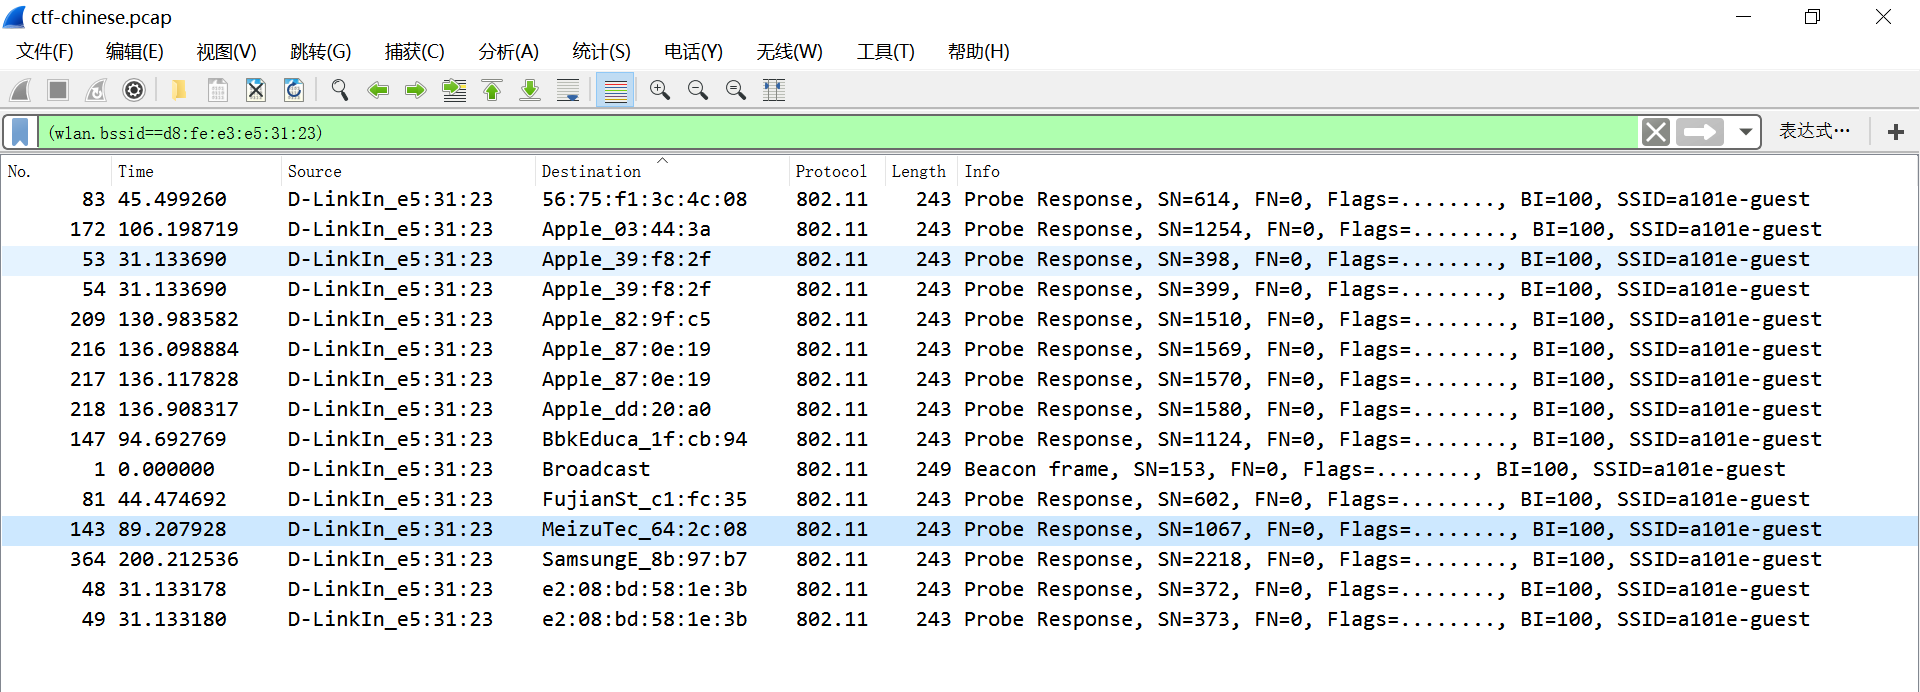 ctf-chinese.pcap
文件(F) 编辑(E) 视图(V) 跳转(G) 捕获(C) 分析(A) 统计(S) 电话(Y) 无线(W) 工具(T) 帮助(H)
(wlan.bssid==d8:fe:e3:e5:31:23) 表达式… +
No. Time Source Destination Protocol Length Info
83 45.499260 D-LinkIn_e5:31:23 56:75:f1:3c:4c:08 802.11 243 Probe Response, SN=614, FN=0, Flags=........, BI=100, SSID=a101e-guest
172 106.198719 D-LinkIn_e5:31:23 Apple_03:44:3a 802.11 243 Probe Response, SN=1254, FN=0, Flags=........, BI=100, SSID=a101e-guest
53 31.133690 D-LinkIn_e5:31:23 Apple_39:f8:2f 802.11 243 Probe Response, SN=398, FN=0, Flags=........, BI=100, SSID=a101e-guest
54 31.133690 D-LinkIn_e5:31:23 Apple_39:f8:2f 802.11 243 Probe Response, SN=399, FN=0, Flags=........, BI=100, SSID=a101e-guest
209 130.983582 D-LinkIn_e5:31:23 Apple_82:9f:c5 802.11 243 Probe Response, SN=1510, FN=0, Flags=........, BI=100, SSID=a101e-guest
216 136.098884 D-LinkIn_e5:31:23 Apple_87:0e:19 802.11 243 Probe Response, SN=1569, FN=0, Flags=........, BI=100, SSID=a101e-guest
217 136.117828 D-LinkIn_e5:31:23 Apple_87:0e:19 802.11 243 Probe Response, SN=1570, FN=0, Flags=........, BI=100, SSID=a101e-guest
218 136.908317 D-LinkIn_e5:31:23 Apple_dd:20:a0 802.11 243 Probe Response, SN=1580, FN=0, Flags=........, BI=100, SSID=a101e-guest
147 94.692769 D-LinkIn_e5:31:23 BbkEduca_1f:cb:94 802.11 243 Probe Response, SN=1124, FN=0, Flags=........, BI=100, SSID=a101e-guest
1 0.000000 D-LinkIn_e5:31:23 Broadcast 802.11 249 Beacon frame, SN=153, FN=0, Flags=........, BI=100, SSID=a101e-guest
81 44.474692 D-LinkIn_e5:31:23 FujianSt_c1:fc:35 802.11 243 Probe Response, SN=602, FN=0, Flags=........, BI=100, SSID=a101e-guest
143 89.207928 D-LinkIn_e5:31:23 MeizuTec_64:2c:08 802.11 243 Probe Response, SN=1067, FN=0, Flags=........, BI=100, SSID=a101e-guest
364 200.212536 D-LinkIn_e5:31:23 SamsungE_8b:97:b7 802.11 243 Probe Response, SN=2218, FN=0, Flags=........, BI=100, SSID=a101e-guest
48 31.133178 D-LinkIn_e5:31:23 e2:08:bd:58:1e:3b 802.11 243 Probe Response, SN=372, FN=0, Flags=........, BI=100, SSID=a101e-guest
49 31.133180 D-LinkIn_e5:31:23 e2:08:bd:58:1e:3b 802.11 243 Probe Response, SN=373, FN=0, Flags=........, BI=100, SSID=a101e-guest